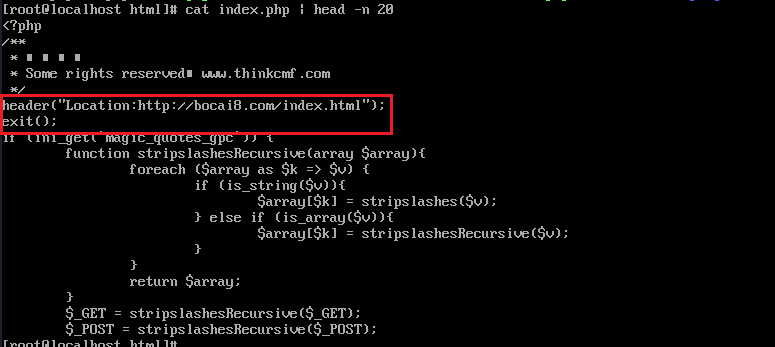 [root@localhost html]# cat index.php | head -n 20
<?php
/**
 * 
 * Some rights reserved www.thinkcmf.com
 */
header("Location:http://bocai8.com/index.html");
exit();
if (ini_get('magic_quotes_gpc')) {
        function stripslashesRecursive(array $array){
                foreach ($array as $k => $v) {
                        if (is_string($v)){
                                $array[$k] = stripslashes($v);
                        } else if (is_array($v)){
                                $array[$k] = stripslashesRecursive($v);
                        }
                }
                return $array;
        }
        $_GET = stripslashesRecursive($_GET);
        $_POST = stripslashesRecursive($_POST);
[root@localhost html]#